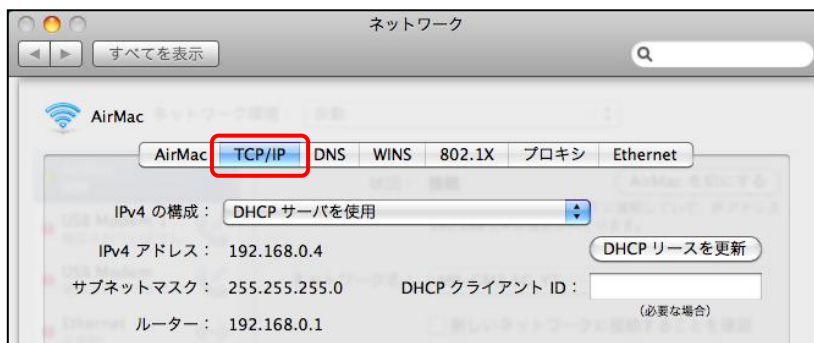 ネットワーク
すべてを表示
AirMac
AirMac TCP/IP DNS WINS 802.1X プロキシ Ethernet
IPv4 の構成： DHCP サーバを使用
IPv4 アドレス： 192.168.0.4 DHCP リースを更新
サブネットマスク： 255.255.255.0 DHCP クライアント ID：
(必要な場合)
ルーター： 192.168.0.1